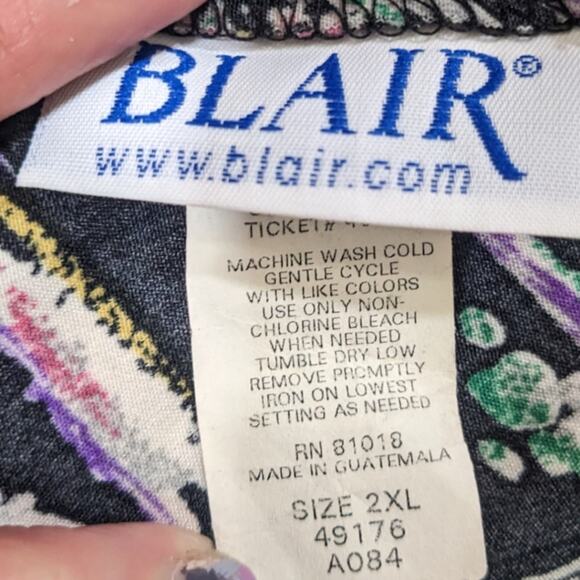 BLAIR®
www.blair.com
TICKET#
MACHINE WASH COLD
GENTLE CYCLE
WITH LIKE COLORS
USE ONLY NON-
CHLORINE BLEACH
WHEN NEEDED
TUMBLE DRY LOW
REMOVE PROMPTLY
IRON ON LOWEST
SETTING AS NEEDED
RN 81018
MADE IN GUATEMALA
SIZE 2XL
49176
A084